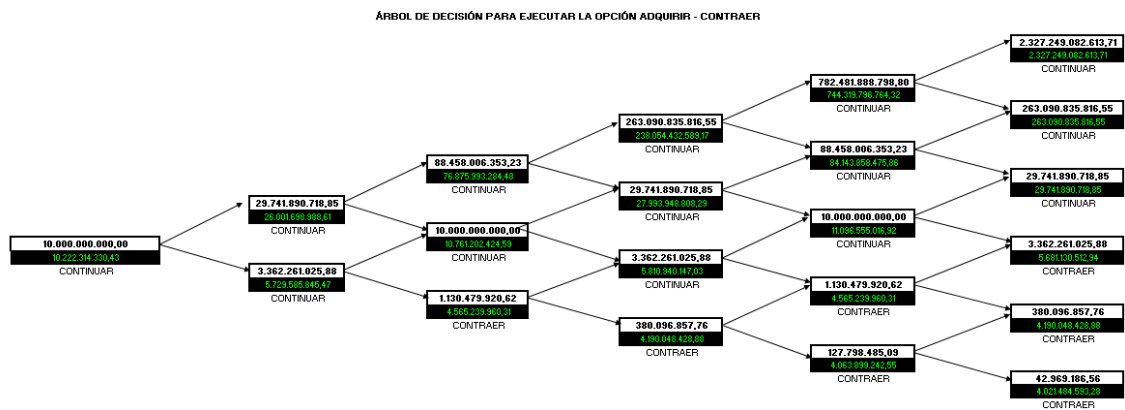 ÁRBOL DE DECISIÓN PARA EJECUTAR LA OPCIÓN ADQUIRIR - CONTRAER
10.000.000.000,00
10.222.314.330,43
CONTINUAR
29.741.890.718,85
26.001.698.988,61
CONTINUAR
3.362.261.025,88
5.729.585.845,47
CONTINUAR
88.458.006.353,23
76.875.993.284,48
CONTINUAR
10.000.000.000,00
10.761.202.424,59
CONTINUAR
1.130.479.920,62
4.565.239.960,31
CONTRAER
263.090.835.816,55
238.054.432.589,17
CONTINUAR
29.741.890.718,85
27.993.948.808,29
CONTINUAR
3.362.261.025,88
5.810.940.147,03
CONTINUAR
380.096.857,76
4.190.048.428,88
CONTRAER
782.481.888.798,80
744.319.796.764,32
CONTINUAR
88.458.006.353,23
84.143.858.475,86
CONTINUAR
10.000.000.000,00
11.096.555.016,92
CONTINUAR
1.130.479.920,62
4.565.239.960,31
CONTRAER
127.798.485,09
4.063.899.242,55
CONTRAER
2.327.249.082.613,71
2.327.249.082.613,71
CONTINUAR
263.090.835.816,55
263.090.835.816,55
CONTINUAR
29.741.890.718,85
29.741.890.718,85
CONTINUAR
3.362.261.025,88
5.681.130.512,94
CONTRAER
380.096.857,76
4.190.048.428,88
CONTRAER
42.969.186,56
4.021.484.593,28
CONTRAER